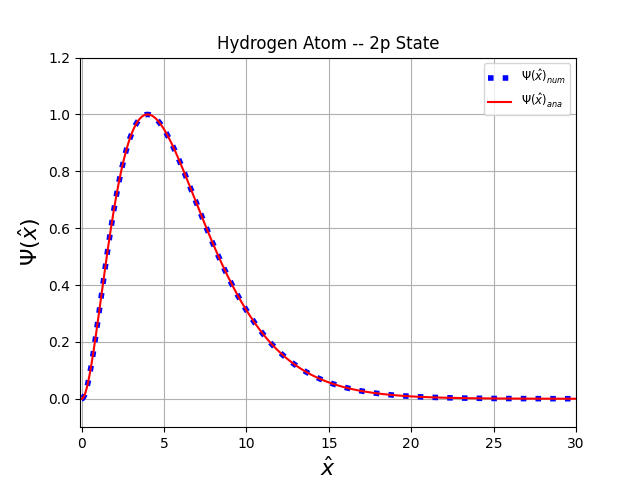 Hydrogen Atom -- 2p State
Ψ(x̂)num
Ψ(x̂)ana
Ψ(x̂)
1.2
1.0
0.8
0.6
0.4
0.2
0.0
0 5 10 15 20 25 30
x̂